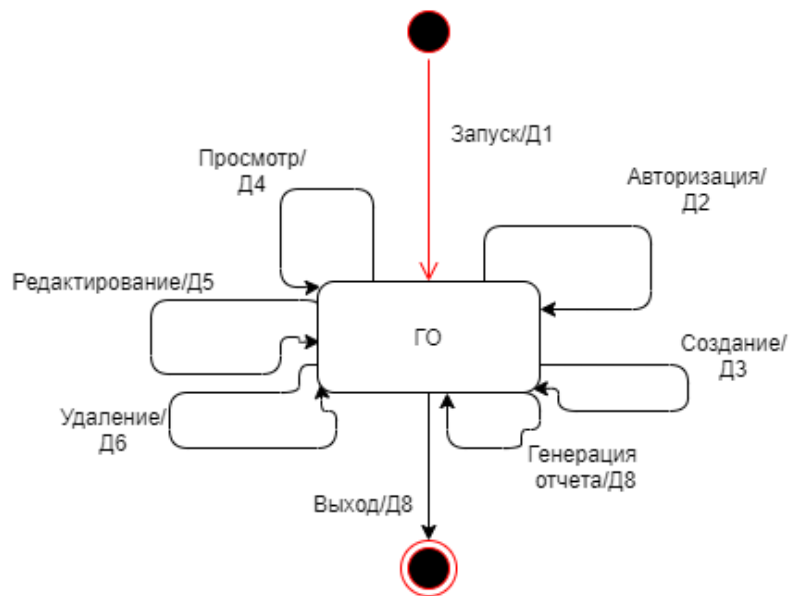 Запуск/Д1
Просмотр/
Д4
Авторизация/
Д2
Редактирование/Д5
ГО
Создание/
Д3
Удаление/
Д6
Генерация
отчета/Д8
Выход/Д8